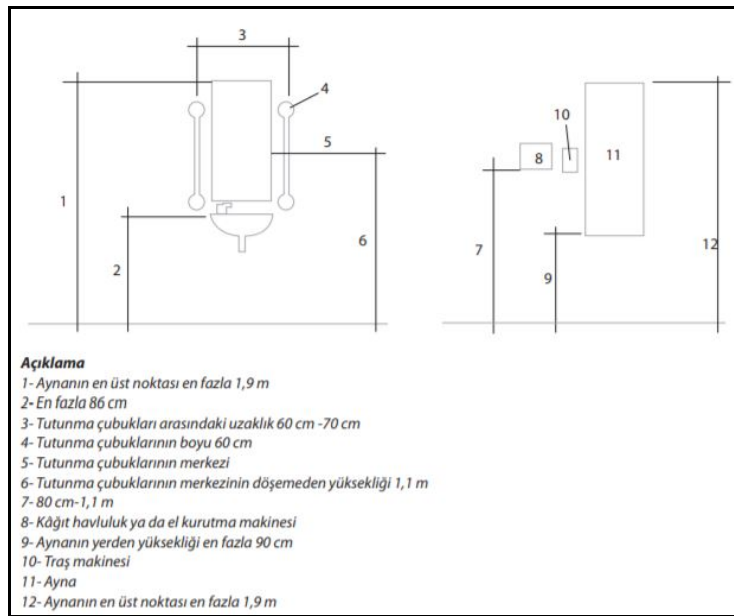 3
4
5
1
2
6
10
8
11
7
9
12
Açıklama
1- Aynanın en üst noktası en fazla 1,9 m
2- En fazla 86 cm
3- Tutunma çubukları arasındaki uzaklık 60 cm -70 cm
4- Tutunma çubuklarının boyu 60 cm
5- Tutunma çubuklarının merkezi
6- Tutunma çubuklarının merkezinin döşemeden yüksekliği 1,1 m
7- 80 cm-1,1 m
8- Kâğıt havluluk ya da el kurutma makinesi
9- Aynanın yerden yüksekliği en fazla 90 cm
10- Traş makinesi
11- Ayna
12- Aynanın en üst noktası en fazla 1,9 m